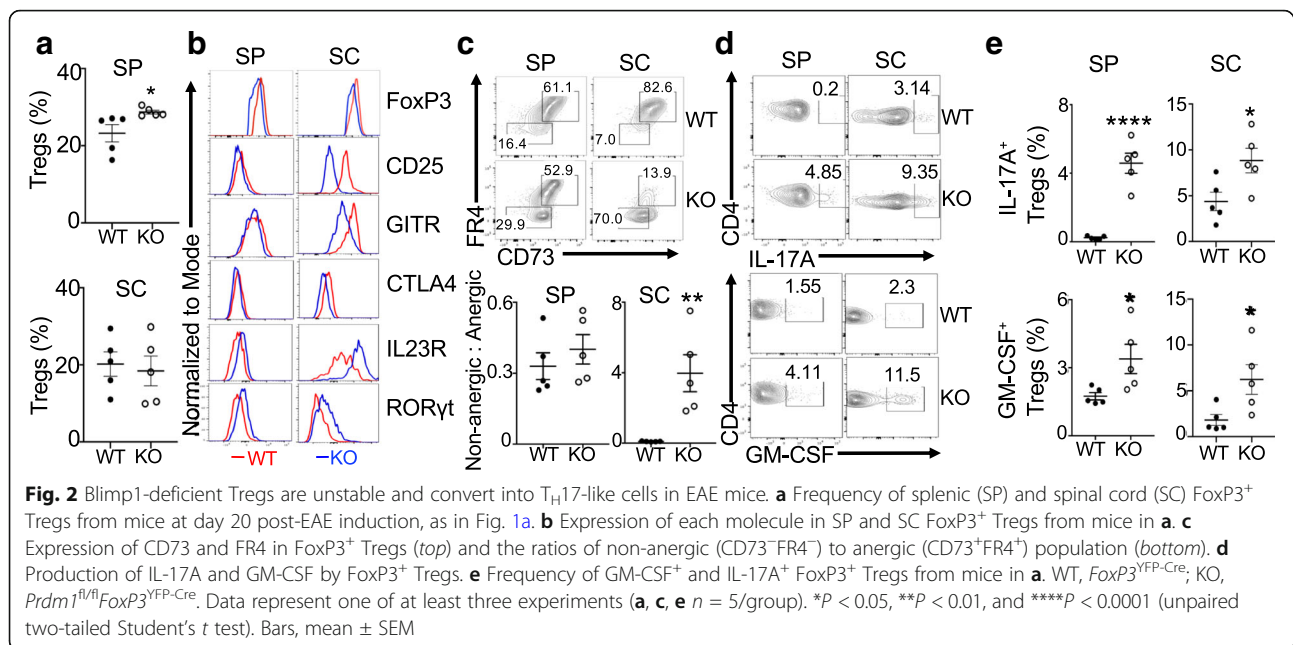 a
SP
40
20
0
Tregs (%)
*
WT KO
SC
40
20
0
Tregs (%)
WT KO
b
SP SC
FoxP3
CD25
GITR
CTLA4
IL23R
RORγt
Normalized to Mode
–WT –KO
c
SP SC
61.1 82.6
16.4 7.0
WT
52.9 13.9
29.9 70.0
KO
FR4
CD73
SP SC
0.6
0.3
0.0
8
4
0
**
Non-anergic : Anergic
WT KO WT KO
d
SP SC
0.2 3.14
WT
4.85 9.35
KO
CD4
IL-17A
1.55 2.3
WT
4.11 11.5
KO
CD4
GM-CSF
e
SP SC
8
4
0
15
10
5
0
**** *
IL-17A⁺
Tregs (%)
WT KO WT KO
6
3
0
15
10
5
0
* *
GM-CSF⁺
Tregs (%)
WT KO WT KO
Fig. 2 Blimp1-deficient Tregs are unstable and convert into TH17-like cells in EAE mice. a Frequency of splenic (SP) and spinal cord (SC) FoxP3⁺
Tregs from mice at day 20 post-EAE induction, as in Fig. 1a. b Expression of each molecule in SP and SC FoxP3⁺ Tregs from mice in a. c
Expression of CD73 and FR4 in FoxP3⁺ Tregs (top) and the ratios of non-anergic (CD73⁻FR4⁻) to anergic (CD73⁺FR4⁺) population (bottom). d
Production of IL-17A and GM-CSF by FoxP3⁺ Tregs. e Frequency of GM-CSF⁺ and IL-17A⁺ FoxP3⁺ Tregs from mice in a. WT, FoxP3YFP-Cre; KO,
Prdm1fl/flFoxP3YFP-Cre. Data represent one of at least three experiments (a, c, e n = 5/group). *P < 0.05, **P < 0.01, and ****P < 0.0001 (unpaired
two-tailed Student's t test). Bars, mean ± SEM